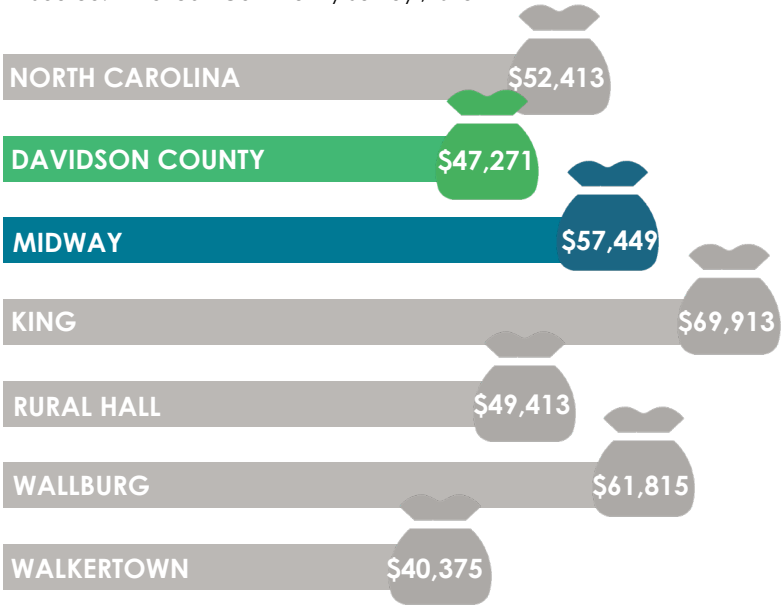 NORTH CAROLINA $52,413
DAVIDSON COUNTY $47,271
MIDWAY $57,449
KING $69,913
RURAL HALL $49,413
WALLBURG $61,815
WALKERTOWN $40,375